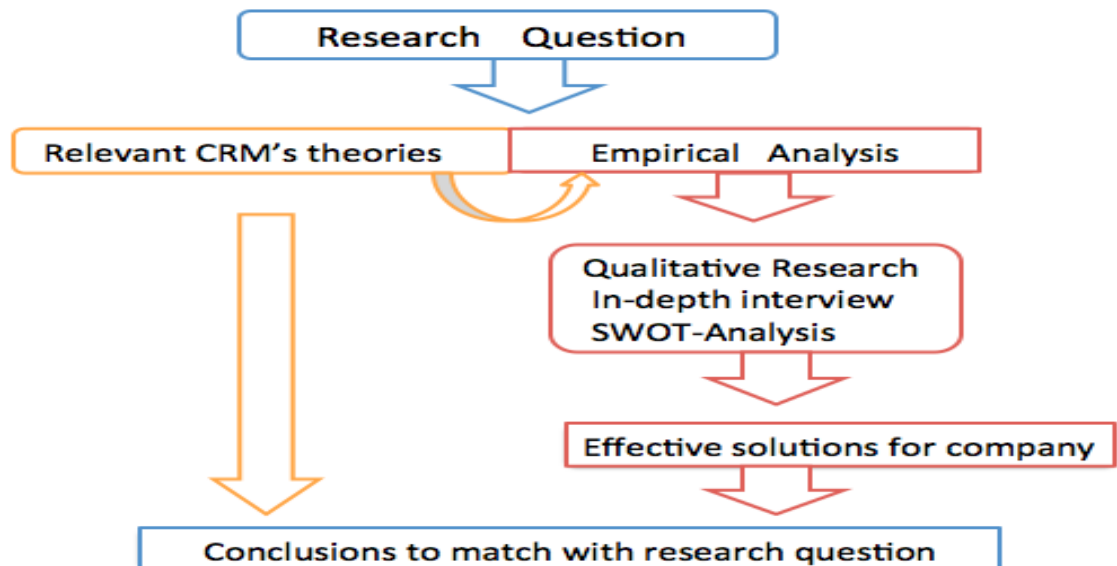 Research Question
Relevant CRM's theories
Empirical Analysis
Qualitative Research
In-depth interview
SWOT-Analysis
Effective solutions for company
Conclusions to match with research question